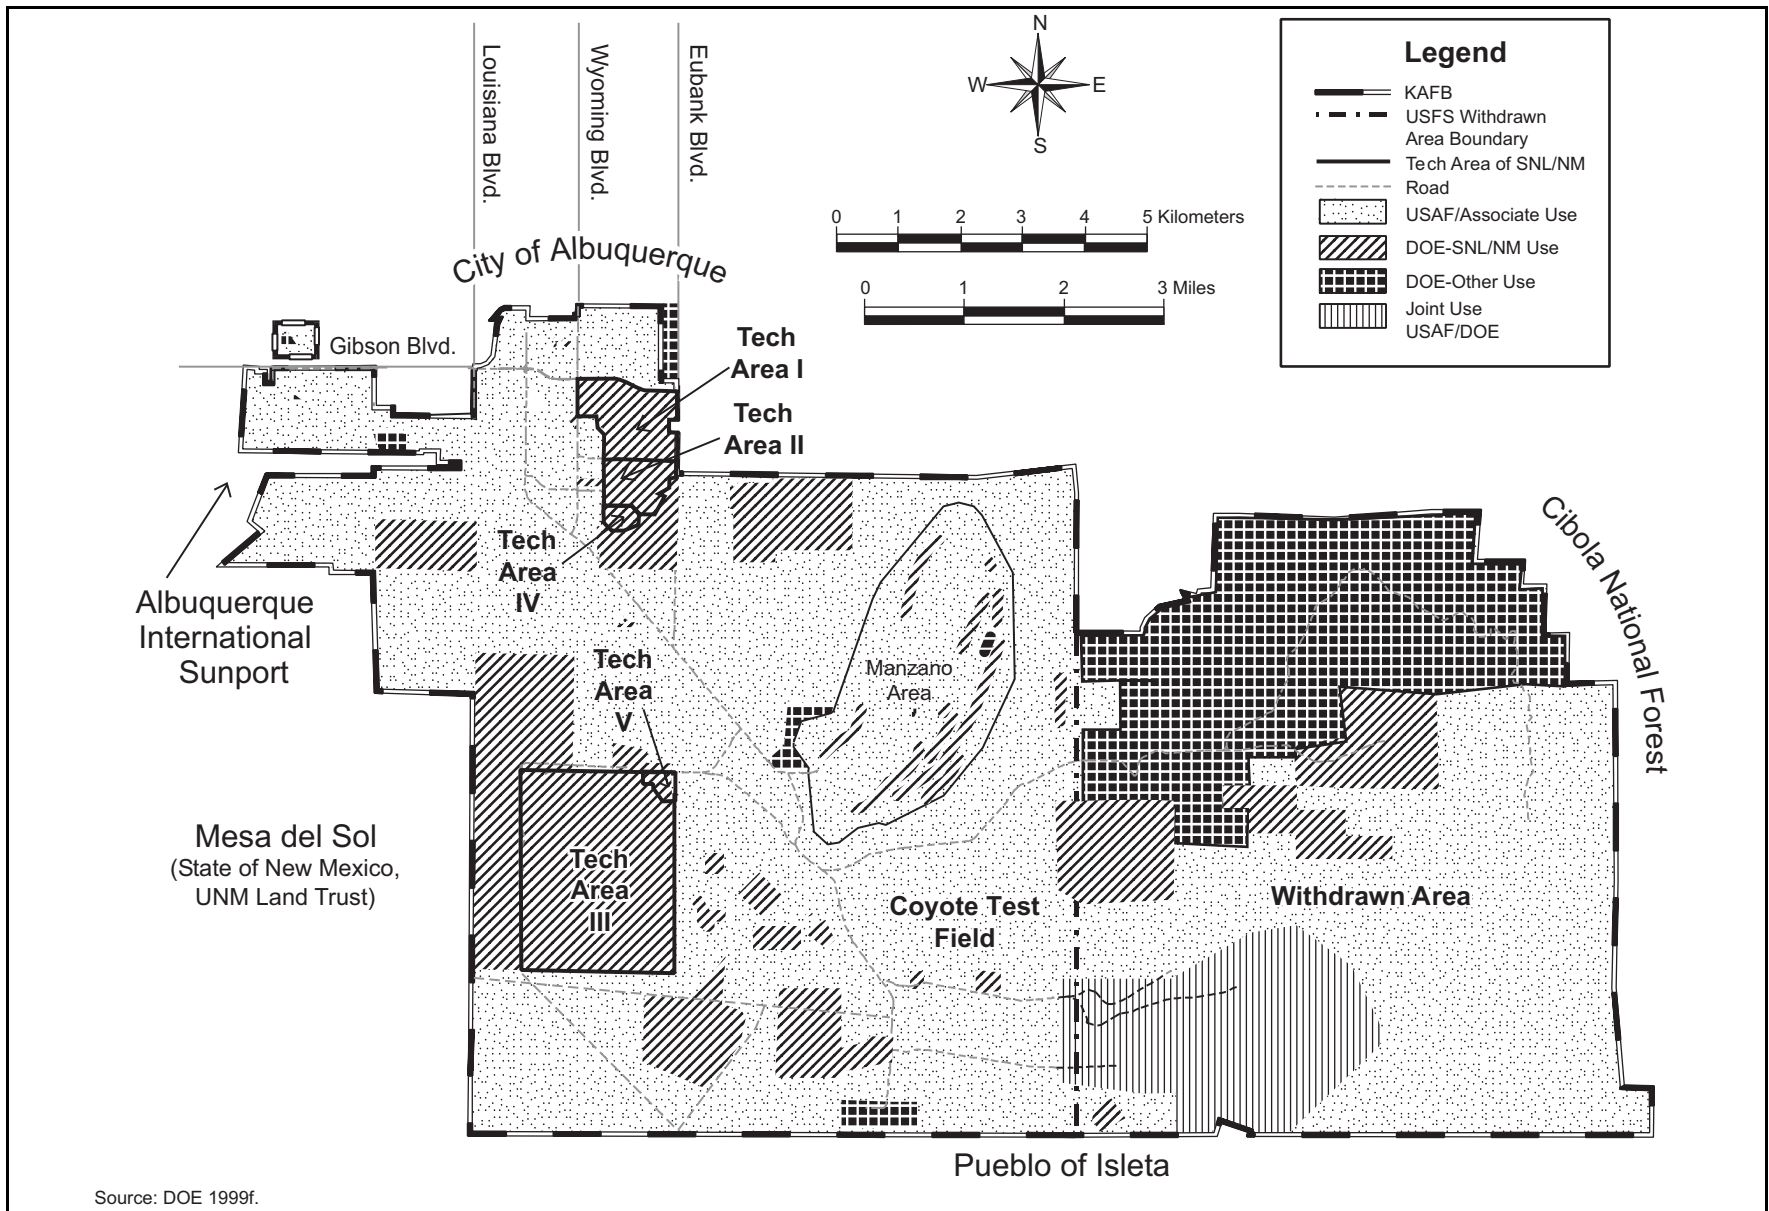 N
W
E
S
Louisiana Blvd.
Wyoming Blvd.
Eubank Blvd.
Legend
KAFB
USFS Withdrawn
Area Boundary
Tech Area of SNL/NM
Road
USAF/Associate Use
DOE-SNL/NM Use
DOE-Other Use
Joint Use
USAF/DOE
0 1 2 3 4 5 Kilometers
0 1 2 3 Miles
City of Albuquerque
Gibson Blvd.
Tech
Area I
Tech
Area II
Tech
Area
IV
Albuquerque
International
Sunport
Tech
Area
V
Manzano
Area
Cibola National Forest
Mesa del Sol
(State of New Mexico,
UNM Land Trust)
Tech
Area
III
Coyote Test
Field
Withdrawn Area
Pueblo of Isleta
Source: DOE 1999f.